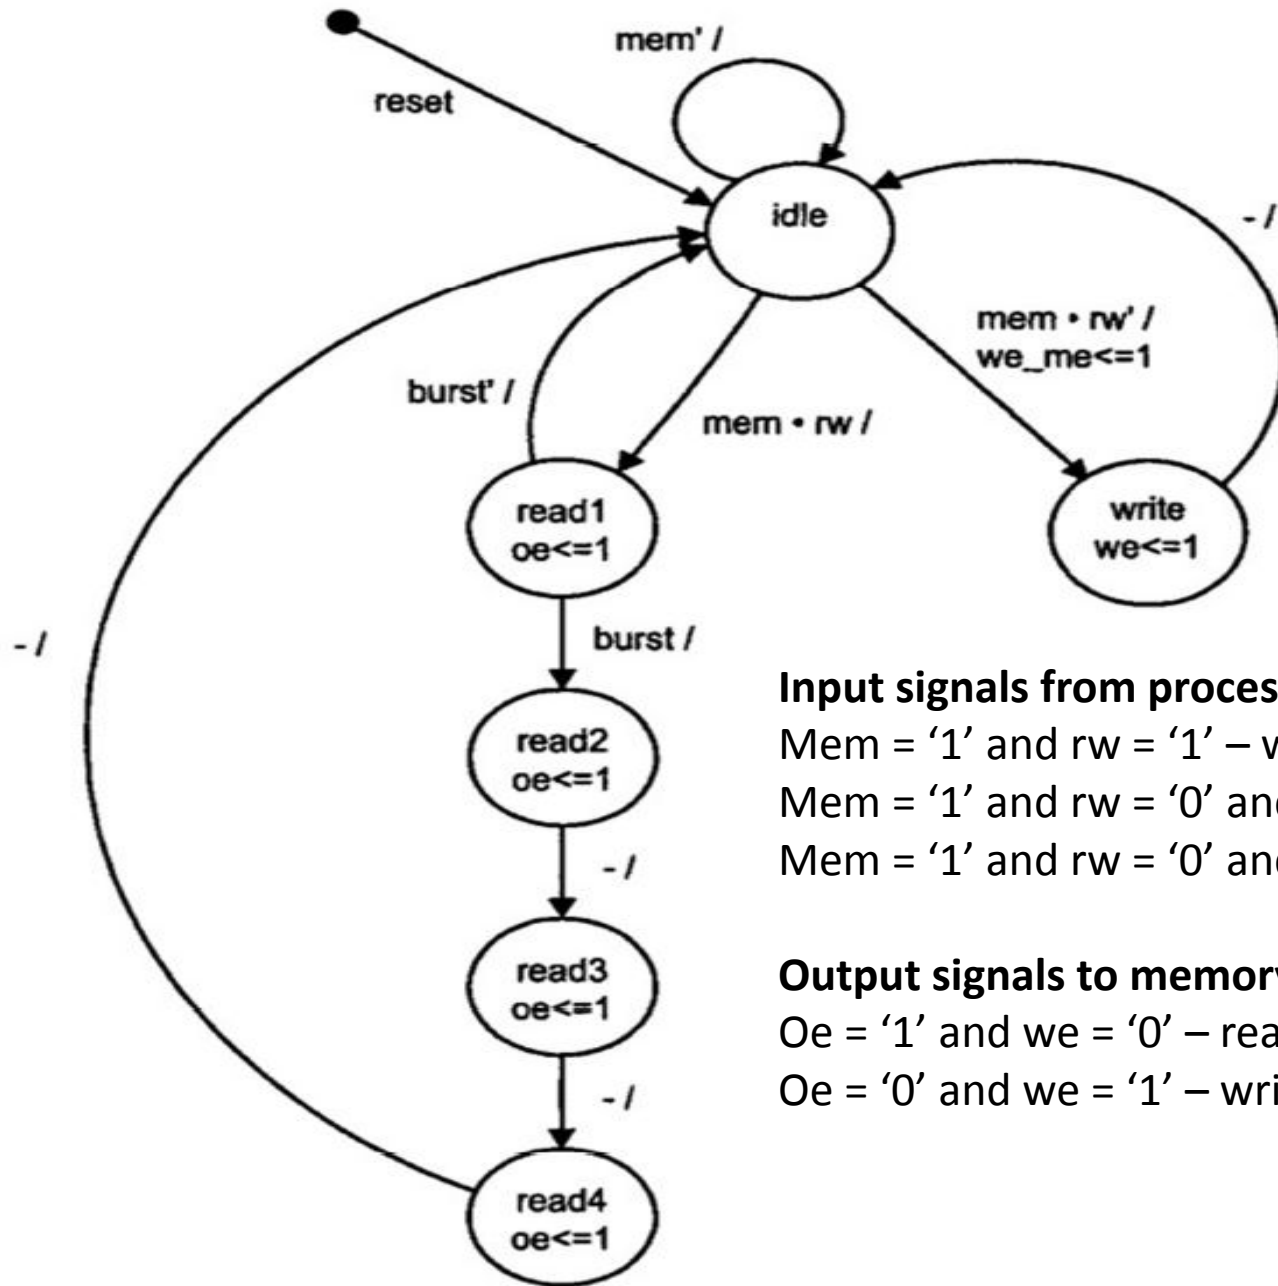 mem' /
reset
idle
- /
mem • rw' /
we_me<=1
burst' /
mem • rw /
read1
oe<=1
write
we<=1
- /
burst /
read2
oe<=1
- /
read3
oe<=1
- /
read4
oe<=1
Input signals from proces
Mem = ‘1’ and rw = ‘1’ – w
Mem = ‘1’ and rw = ‘0’ and
Mem = ‘1’ and rw = ‘0’ and
Output signals to memory
Oe = ‘1’ and we = ‘0’ – rea
Oe = ‘0’ and we = ‘1’ – wri